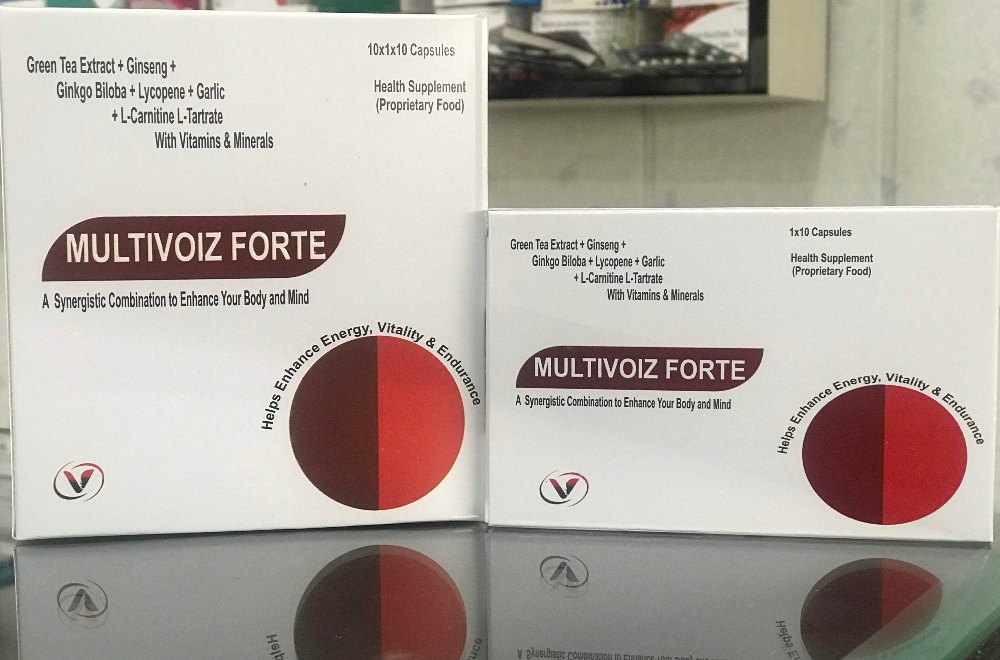 Green Tea Extract + Ginseng +
Ginkgo Biloba + Lycopene + Garlic
+ L-Carnitine L-Tartrate
With Vitamins & Minerals
10x1x10 Capsules
Health Supplement
(Proprietary Food)
MULTIVOIZ FORTE
A Synergistic Combination to Enhance Your Body and Mind
Helps Enhance Energy, Vitality & Endurance
V
Green Tea Extract + Ginseng +
Ginkgo Biloba + Lycopene + Garlic
+ L-Carnitine L-Tartrate
With Vitamins & Minerals
1x10 Capsules
Health Supplement
(Proprietary Food)
MULTIVOIZ FORTE
A Synergistic Combination to Enhance Your Body and Mind
Helps Enhance Energy, Vitality & Endurance
V